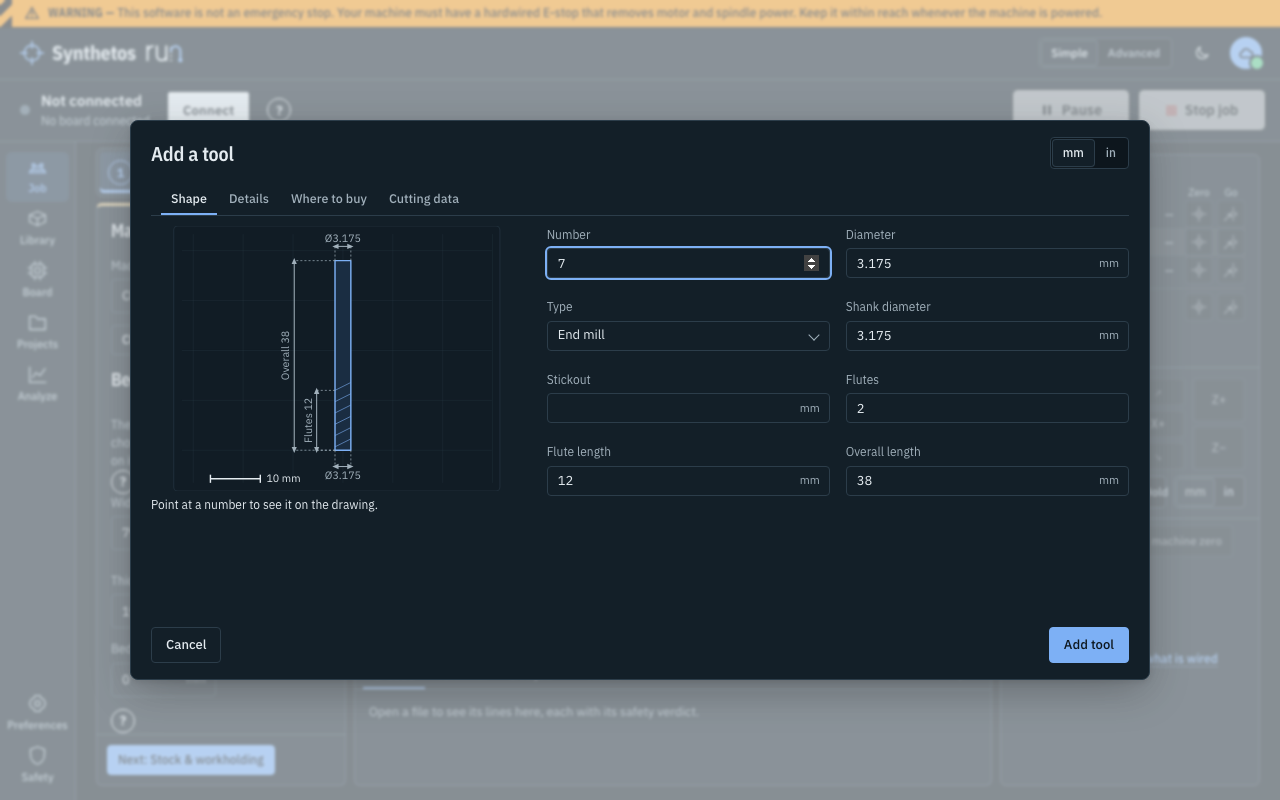 WARNING — This software is not an emergency stop. Your machine must have a hardwired E-stop that removes motor and spindle power. Keep it within reach whenever the machine is powered.
Synthetos run
Simple
Advanced
Not connected
No board connected
Connect
?
Pause
Stop job
Add a tool
mm
in
Shape
Details
Where to buy
Cutting data
Ø3.175
Overall 38
Flutes 12
10 mm
Ø3.175
Point at a number to see it on the drawing.
Number
7
Diameter
3.175
mm
Type
End mill
Shank diameter
3.175
mm
Stickout
mm
Flutes
2
Flute length
12
mm
Overall length
38
mm
Cancel
Add tool
Job
Library
Board
Projects
Analyze
Preferences
Safety
1
Zero
Go
Z+
Z-
mm
in
machine zero
what is wired
Open a file to see its lines here, each with its safety verdict.
?
Next: Stock & workholding